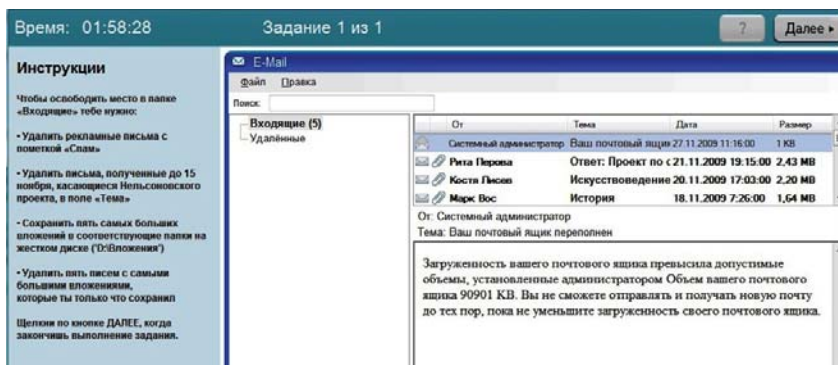 Время: 01:58:28
Задание 1 из 1
?
Далее
Инструкции
Чтобы освободить место в папке
«Входящие» тебе нужно:
• Удалить рекламные письма с
пометкой «Спам»
• Удалить письма, полученные до 15
ноября, касающиеся Нельсоновского
проекта, в поле «Тема»
• Сохранить пять самых больших
вложений в соответствующие папки на
жестком диске ('D:\Вложения')
• Удалить пять писем с самыми
большими вложениями,
которые ты только что сохранил
Щелкни по кнопке ДАЛЕЕ, когда
закончишь выполнение задания.
E-Mail
Файл Правка
Поиск:
Входящие (5)
Удалённые
От Тема Дата Размер
Системный администратор Ваш почтовый ящик 27.11.2009 11:16:00 1 KB
Рита Перова Ответ: Проект по с 21.11.2009 19:15:00 2,43 MB
Костя Писев Искусствоведение 20.11.2009 17:03:00 2,20 MB
Марк Вос История 18.11.2009 7:26:00 1,64 MB
От: Системный администратор
Тема: Ваш почтовый ящик переполнен
Загруженность вашего почтового ящика превысила допустимые
объемы, установленные администратором Объем вашего почтового
ящика 90901 KB. Вы не сможете отправлять и получать новую почту
до тех пор, пока не уменьшите загруженность своего почтового ящика.